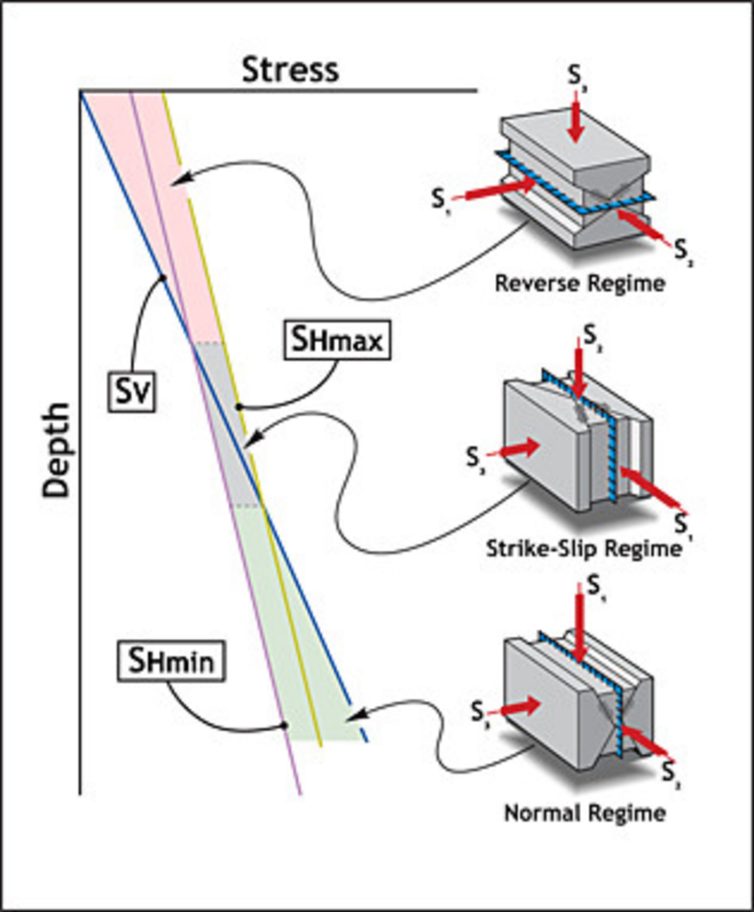 Stress
Depth
SV
SHmax
SHmin
S₃
S₁
S₂
Reverse Regime
S₂
S₃
S₁
Strike-Slip Regime
S₁
S₃
S₂
Normal Regime